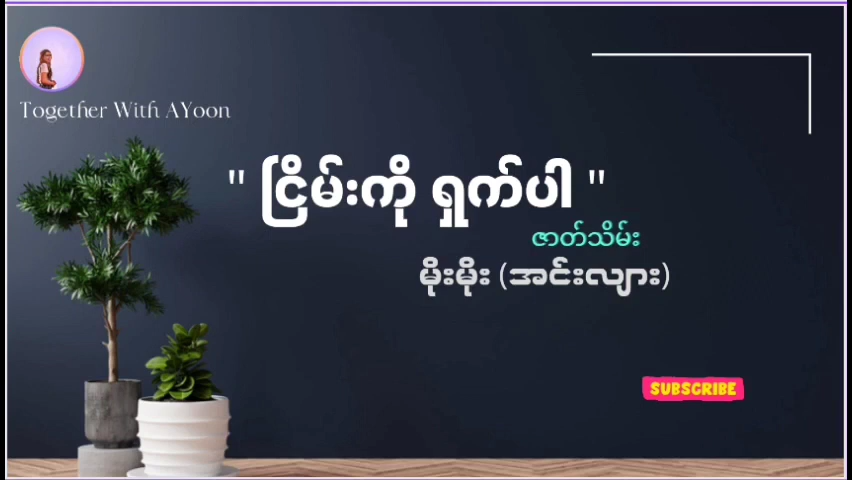 Together With AYoon
" ငြိမ်းကို ရှက်ပါ "
ဇာတ်သိမ်း
မိုးမိုး (အင်းလျား)
SUBSCRIBE